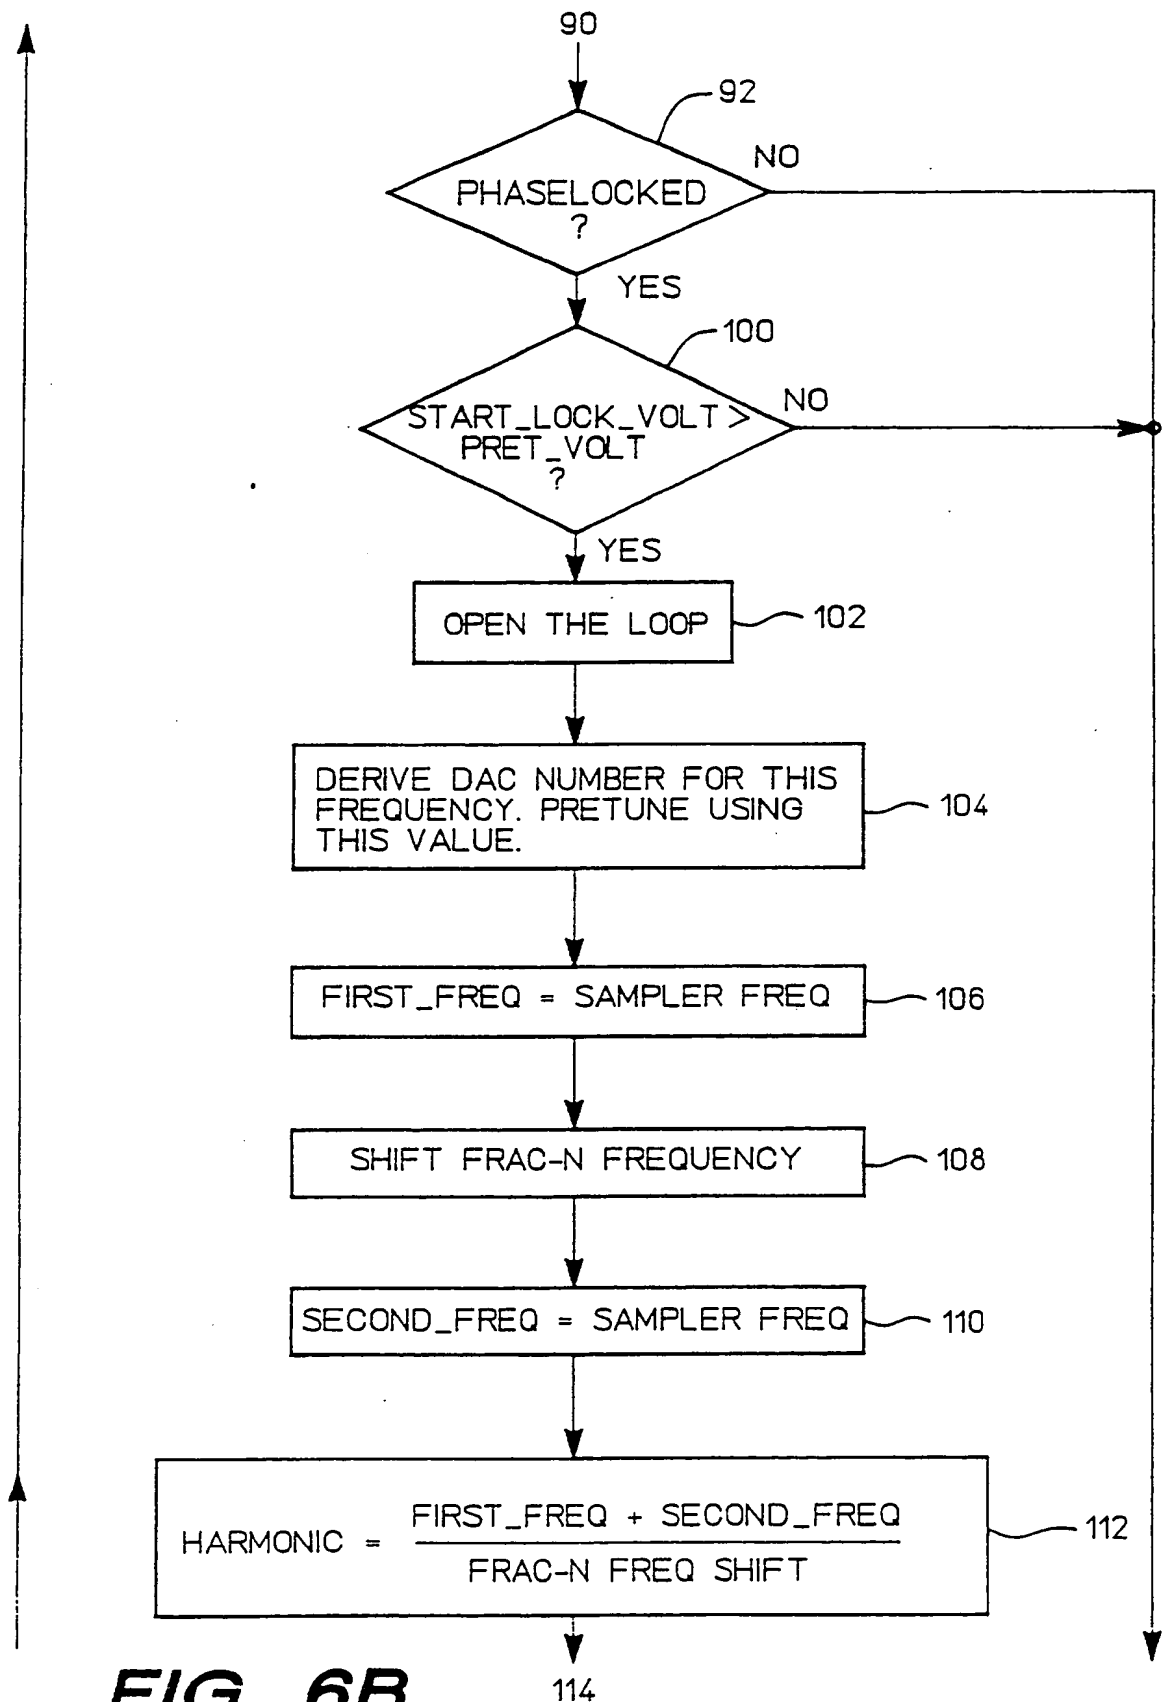 90
92
NO
PHASELOCKED
?
YES
100
NO
START_LOCK_VOLT >
PRET_VOLT
?
YES
OPEN THE LOOP
102
DERIVE DAC NUMBER FOR THIS
FREQUENCY. PRETUNE USING
THIS VALUE.
104
FIRST_FREQ = SAMPLER FREQ
106
SHIFT FRAC-N FREQUENCY
108
SECOND_FREQ = SAMPLER FREQ
110
HARMONIC =
FIRST_FREQ + SECOND_FREQ
FRAC-N FREQ SHIFT
112
114
FIG. 6B